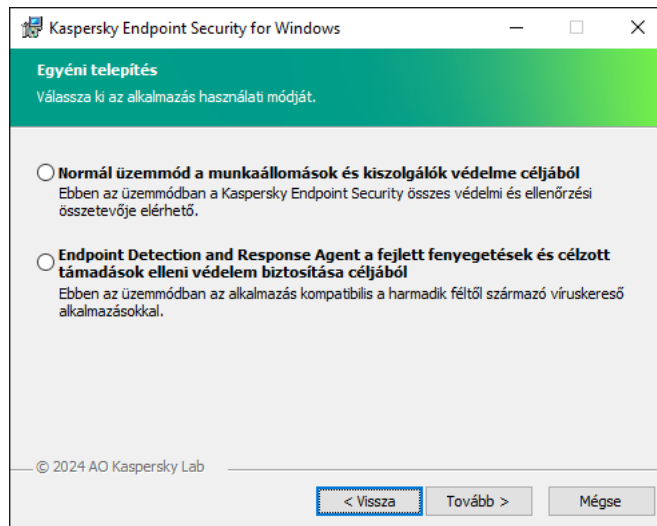 Kaspersky Endpoint Security for Windows
Egyéni telepítés
Válassza ki az alkalmazás használati módját.
Normál üzemmód a munkaállomások és kiszolgálók védelme céljából
Ebben az üzemmódban a Kaspersky Endpoint Security összes védelmi és ellenőrzési
összetevője elérhető.
Endpoint Detection and Response Agent a fejlett fenyegetések és célzott
támadások elleni védelem biztosítása céljából
Ebben az üzemmódban az alkalmazás kompatibilis a harmadik féltől származó víruskereső
alkalmazásokkal.
© 2024 AO Kaspersky Lab
< Vissza
Tovább >
Mégse